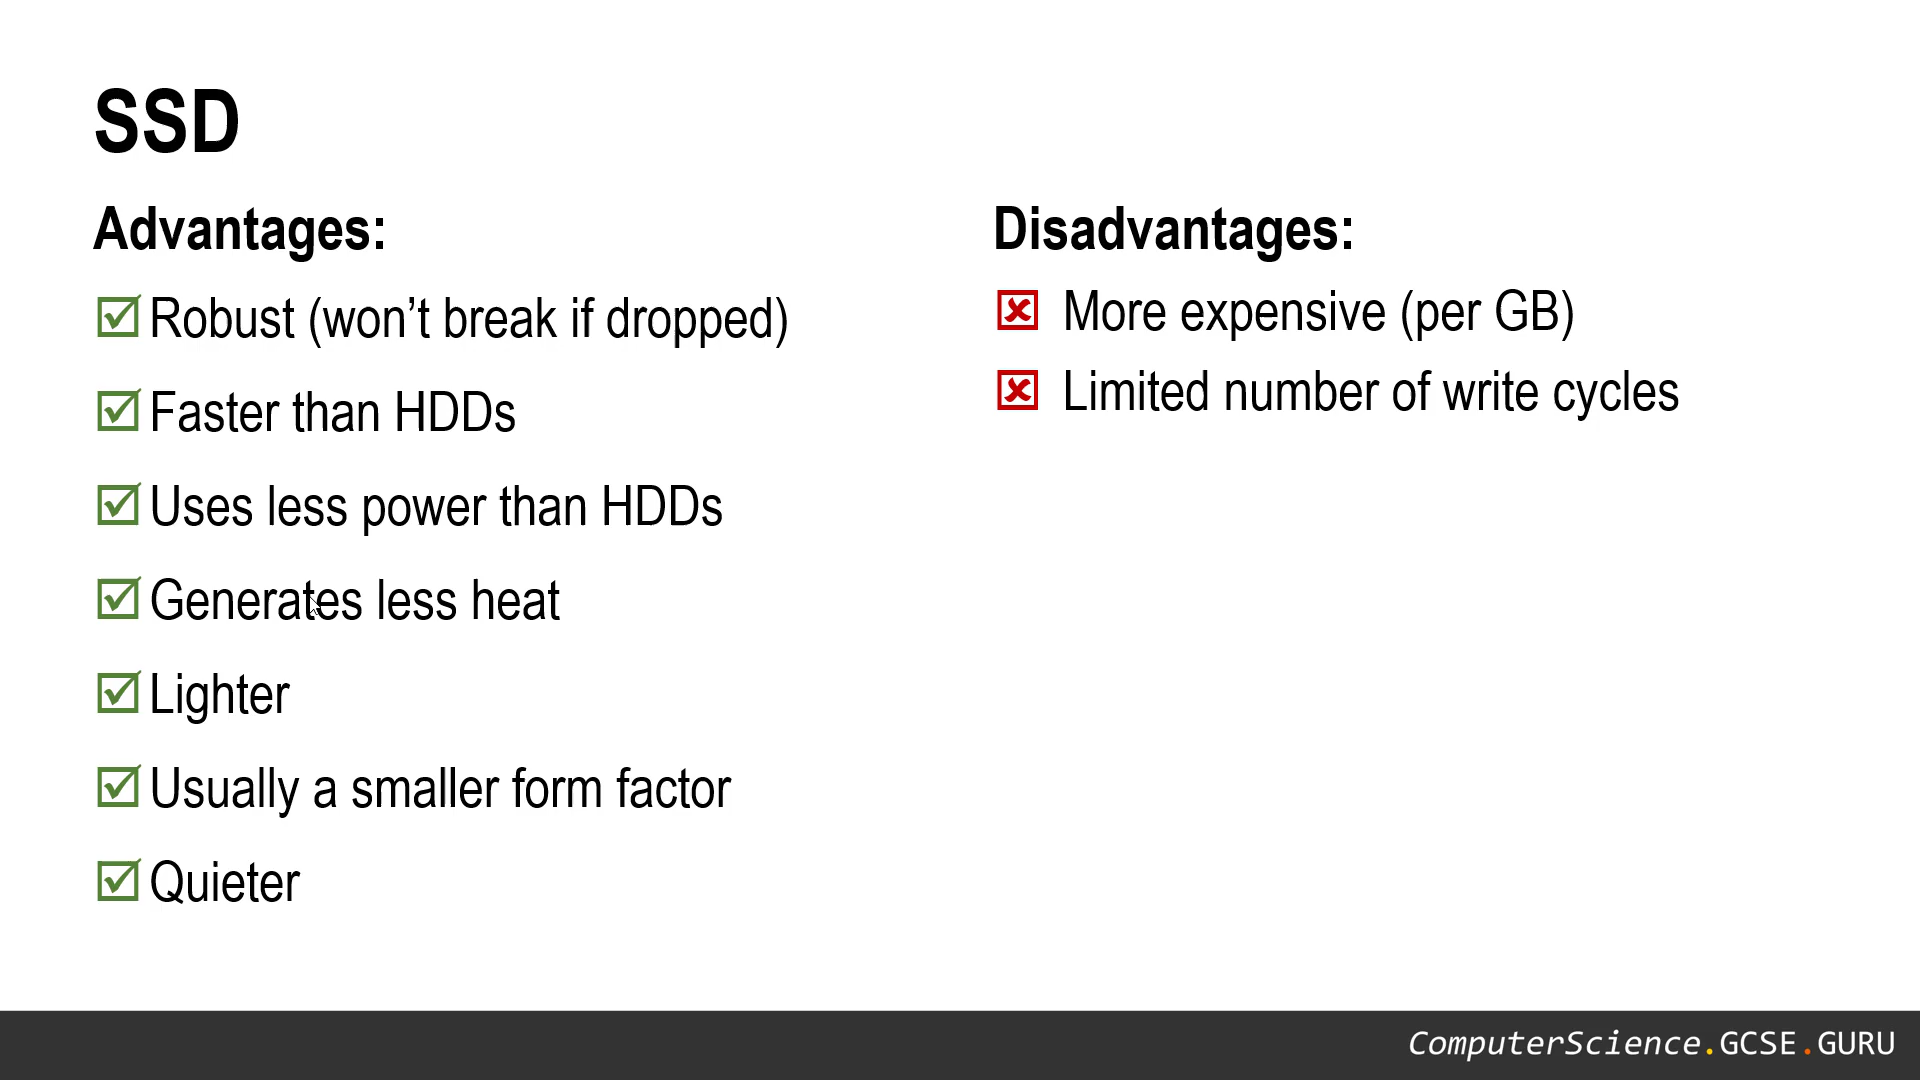 SSD
Advantages:
Robust (won’t break if dropped)
Faster than HDDs
Uses less power than HDDs
Generates less heat
Lighter
Usually a smaller form factor
Quieter
Disadvantages:
More expensive (per GB)
Limited number of write cycles
ComputerScience.GCSE.GURU